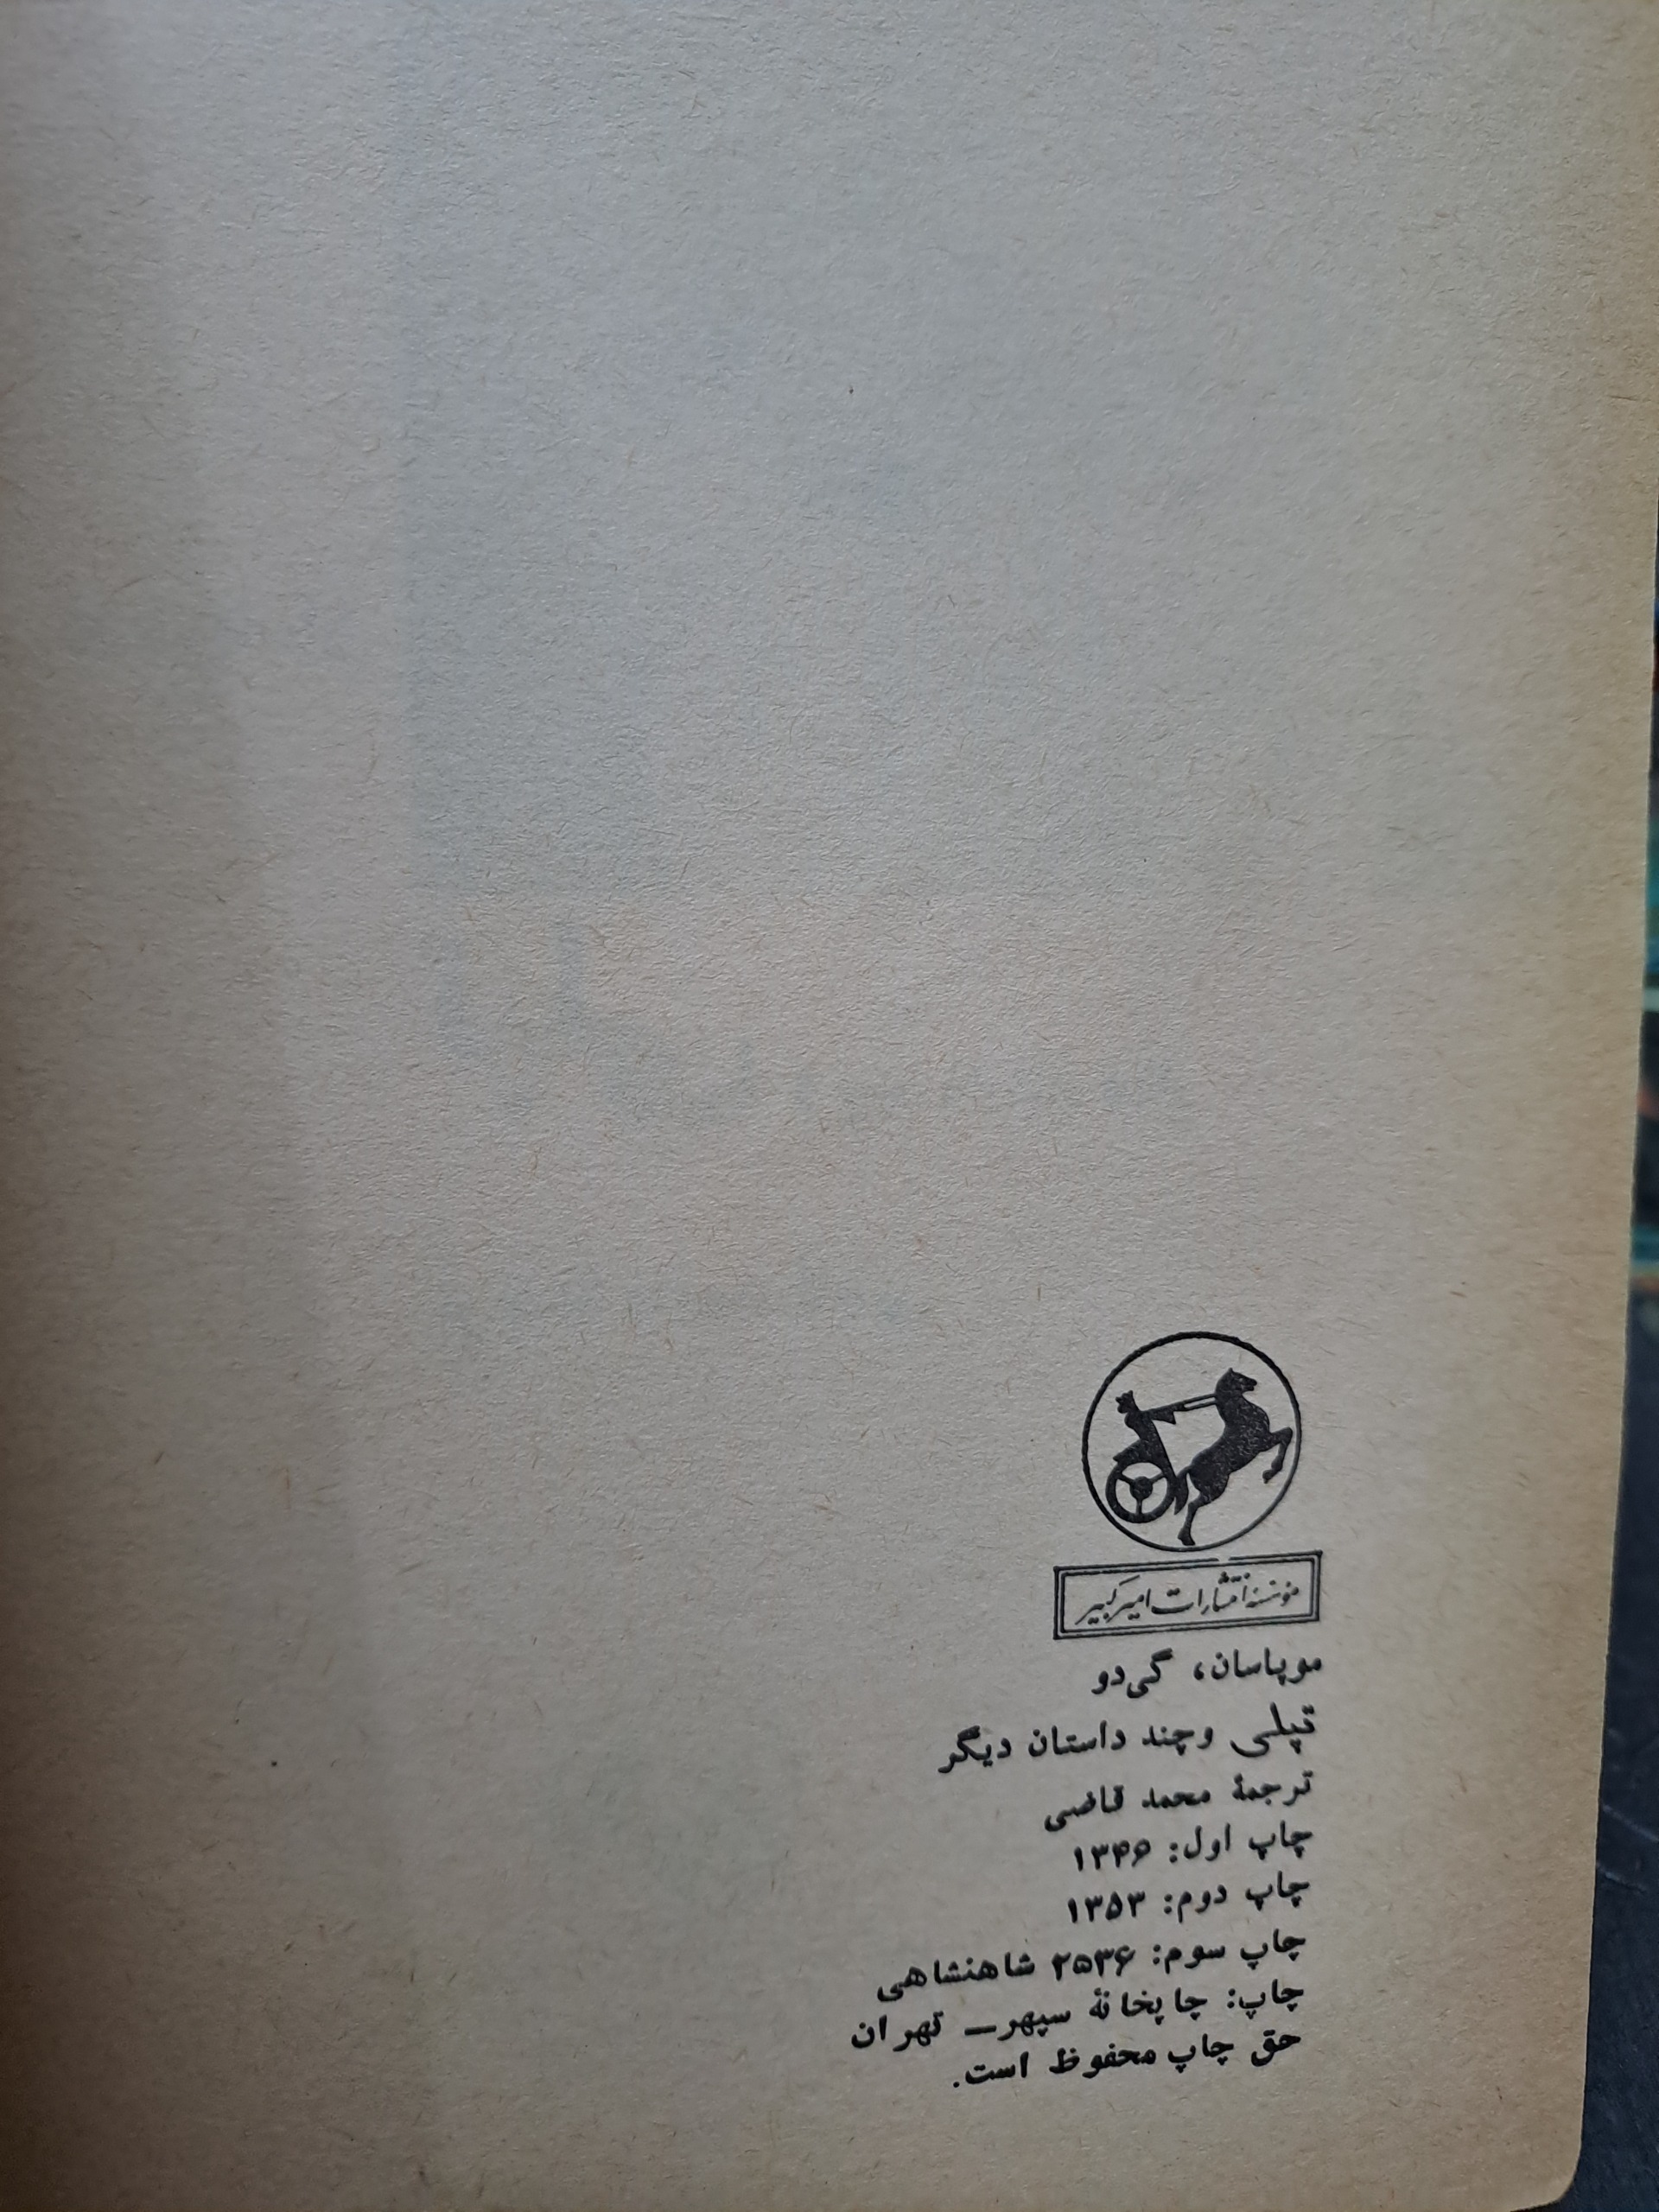 مؤسسه انتشارات امیرکبیر
موپاسان، گی‌دو
تپلی وچند داستان دیگر
ترجمهٔ محمد قاضی
چاپ اول: ۱۳۴۶
چاپ دوم: ۱۳۵۳
چاپ سوم: ۲۵۳۶ شاهنشاهی
چاپ: چاپخانهٔ سپهر_ تهران
حق چاپ محفوظ است.